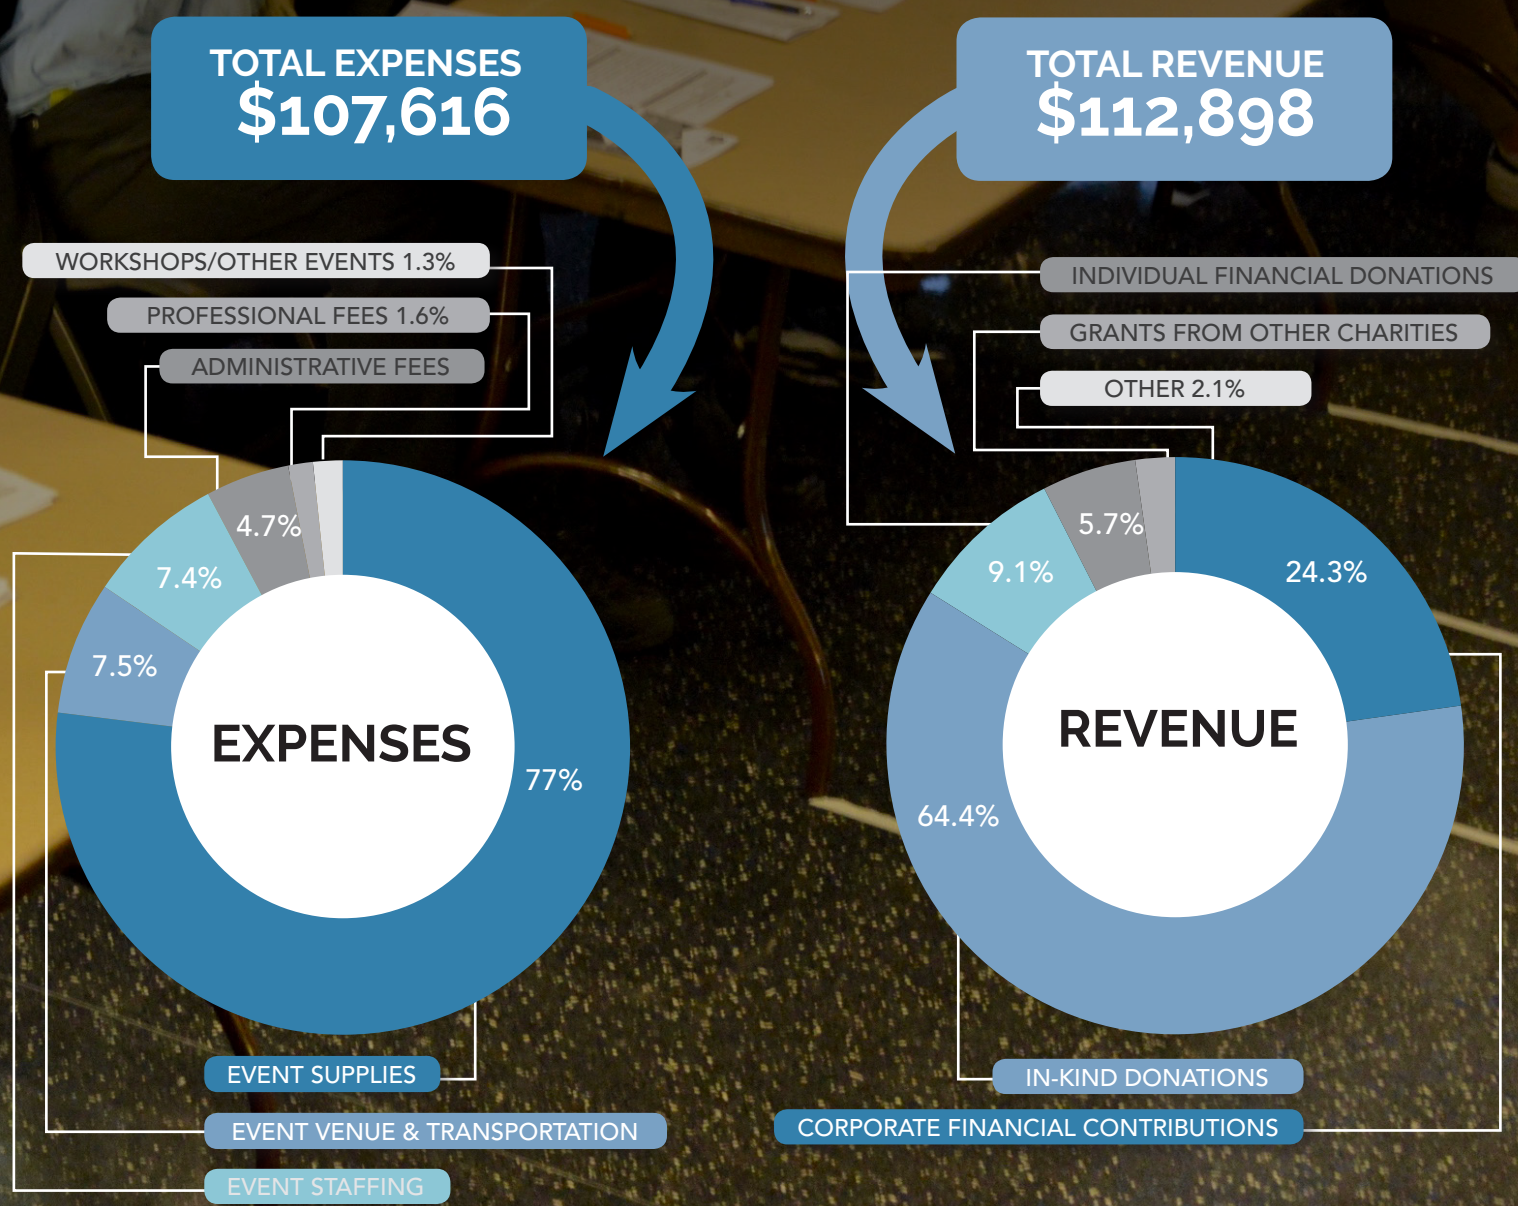 TOTAL EXPENSES
$107,616
WORKSHOPS/OTHER EVENTS 1.3%
PROFESSIONAL FEES 1.6%
ADMINISTRATIVE FEES
4.7%
7.4%
7.5%
EXPENSES
77%
EVENT SUPPLIES
EVENT VENUE & TRANSPORTATION
EVENT STAFFING
TOTAL REVENUE
$112,898
INDIVIDUAL FINANCIAL DONATIONS
GRANTS FROM OTHER CHARITIES
OTHER 2.1%
5.7%
9.1%
24.3%
REVENUE
64.4%
IN-KIND DONATIONS
CORPORATE FINANCIAL CONTRIBUTIONS